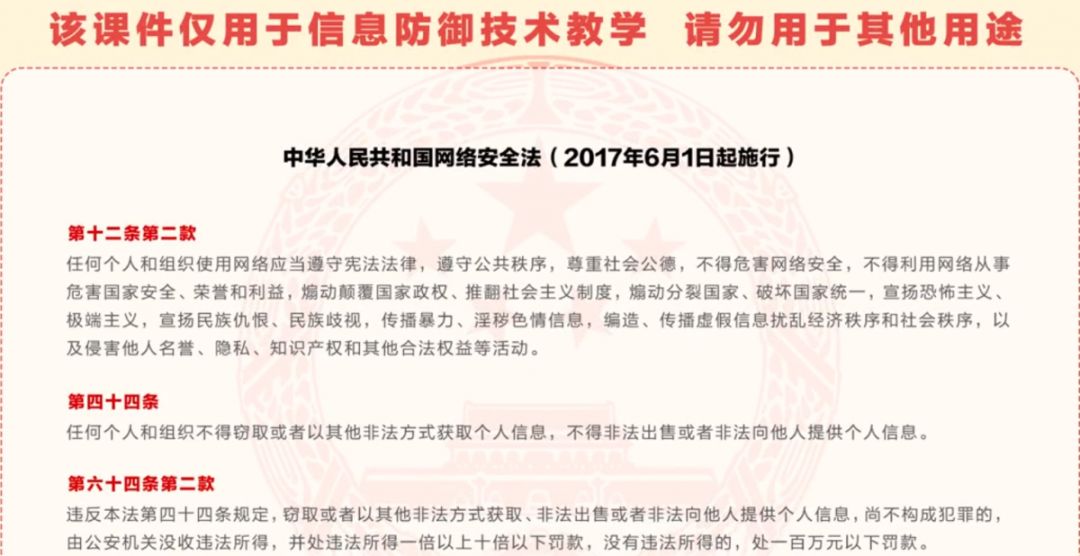 该课件仅用于信息防御技术教学 请勿用于其他用途
中华人民共和国网络安全法（2017年6月1日起施行）
第十二条第二款
任何个人和组织使用网络应当遵守宪法法律，遵守公共秩序，尊重社会公德，不得危害网络安全，不得利用网络从事
危害国家安全、荣誉和利益，煽动颠覆国家政权、推翻社会主义制度，煽动分裂国家、破坏国家统一，宣扬恐怖主义、
极端主义，宣扬民族仇恨、民族歧视，传播暴力、淫秽色情信息，编造、传播虚假信息扰乱经济秩序和社会秩序，以
及侵害他人名誉、隐私、知识产权和其他合法权益等活动。
第四十四条
任何个人和组织不得窃取或者以其他非法方式获取个人信息，不得非法出售或者非法向他人提供个人信息。
第六十四条第二款
违反本法第四十四条规定，窃取或者以其他非法方式获取、非法出售或者非法向他人提供个人信息，尚不构成犯罪的，
由公安机关没收违法所得，并处违法所得一倍以上十倍以下罚款，没有违法所得的，处一百万元以下罚款。